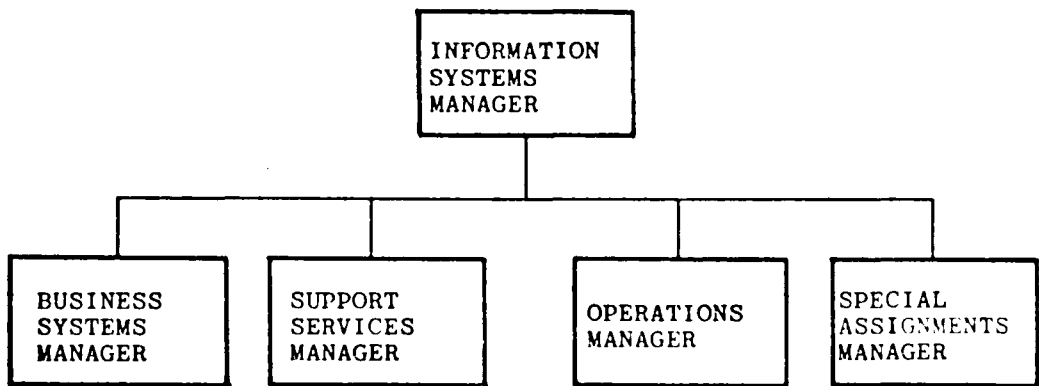 INFORMATION
SYSTEMS
MANAGER
BUSINESS
SYSTEMS
MANAGER
SUPPORT
SERVICES
MANAGER
OPERATIONS
MANAGER
SPECIAL
ASSIGNMENTS
MANAGER